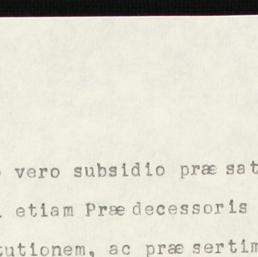 vero subsidio præ sat
etiam Præ decessoris
tutionem, ac præ sertim